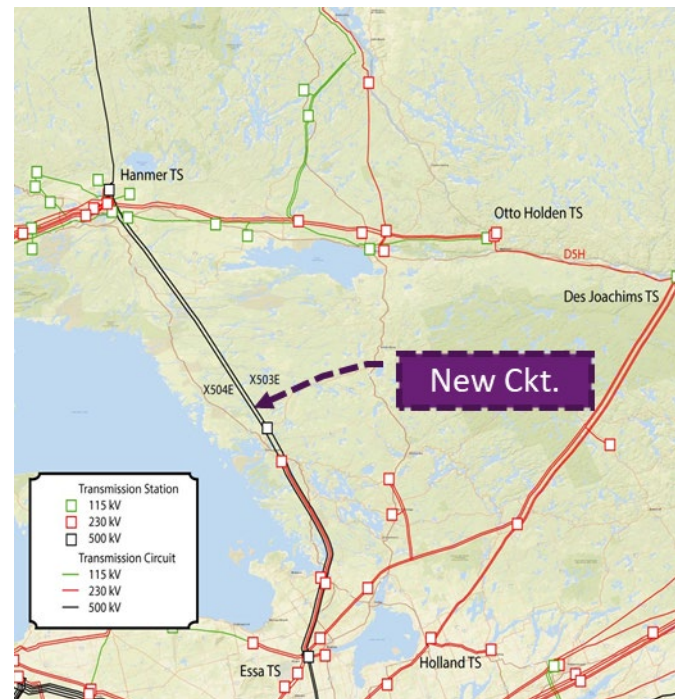 Hanmer TS
Otto Holden TS
D5H
Des Joachims TS
X504E
X503E
New Ckt.
Transmission Station
115 kV
230 kV
500 kV
Transmission Circuit
115 kV
230 kV
500 kV
Essa TS
Holland TS